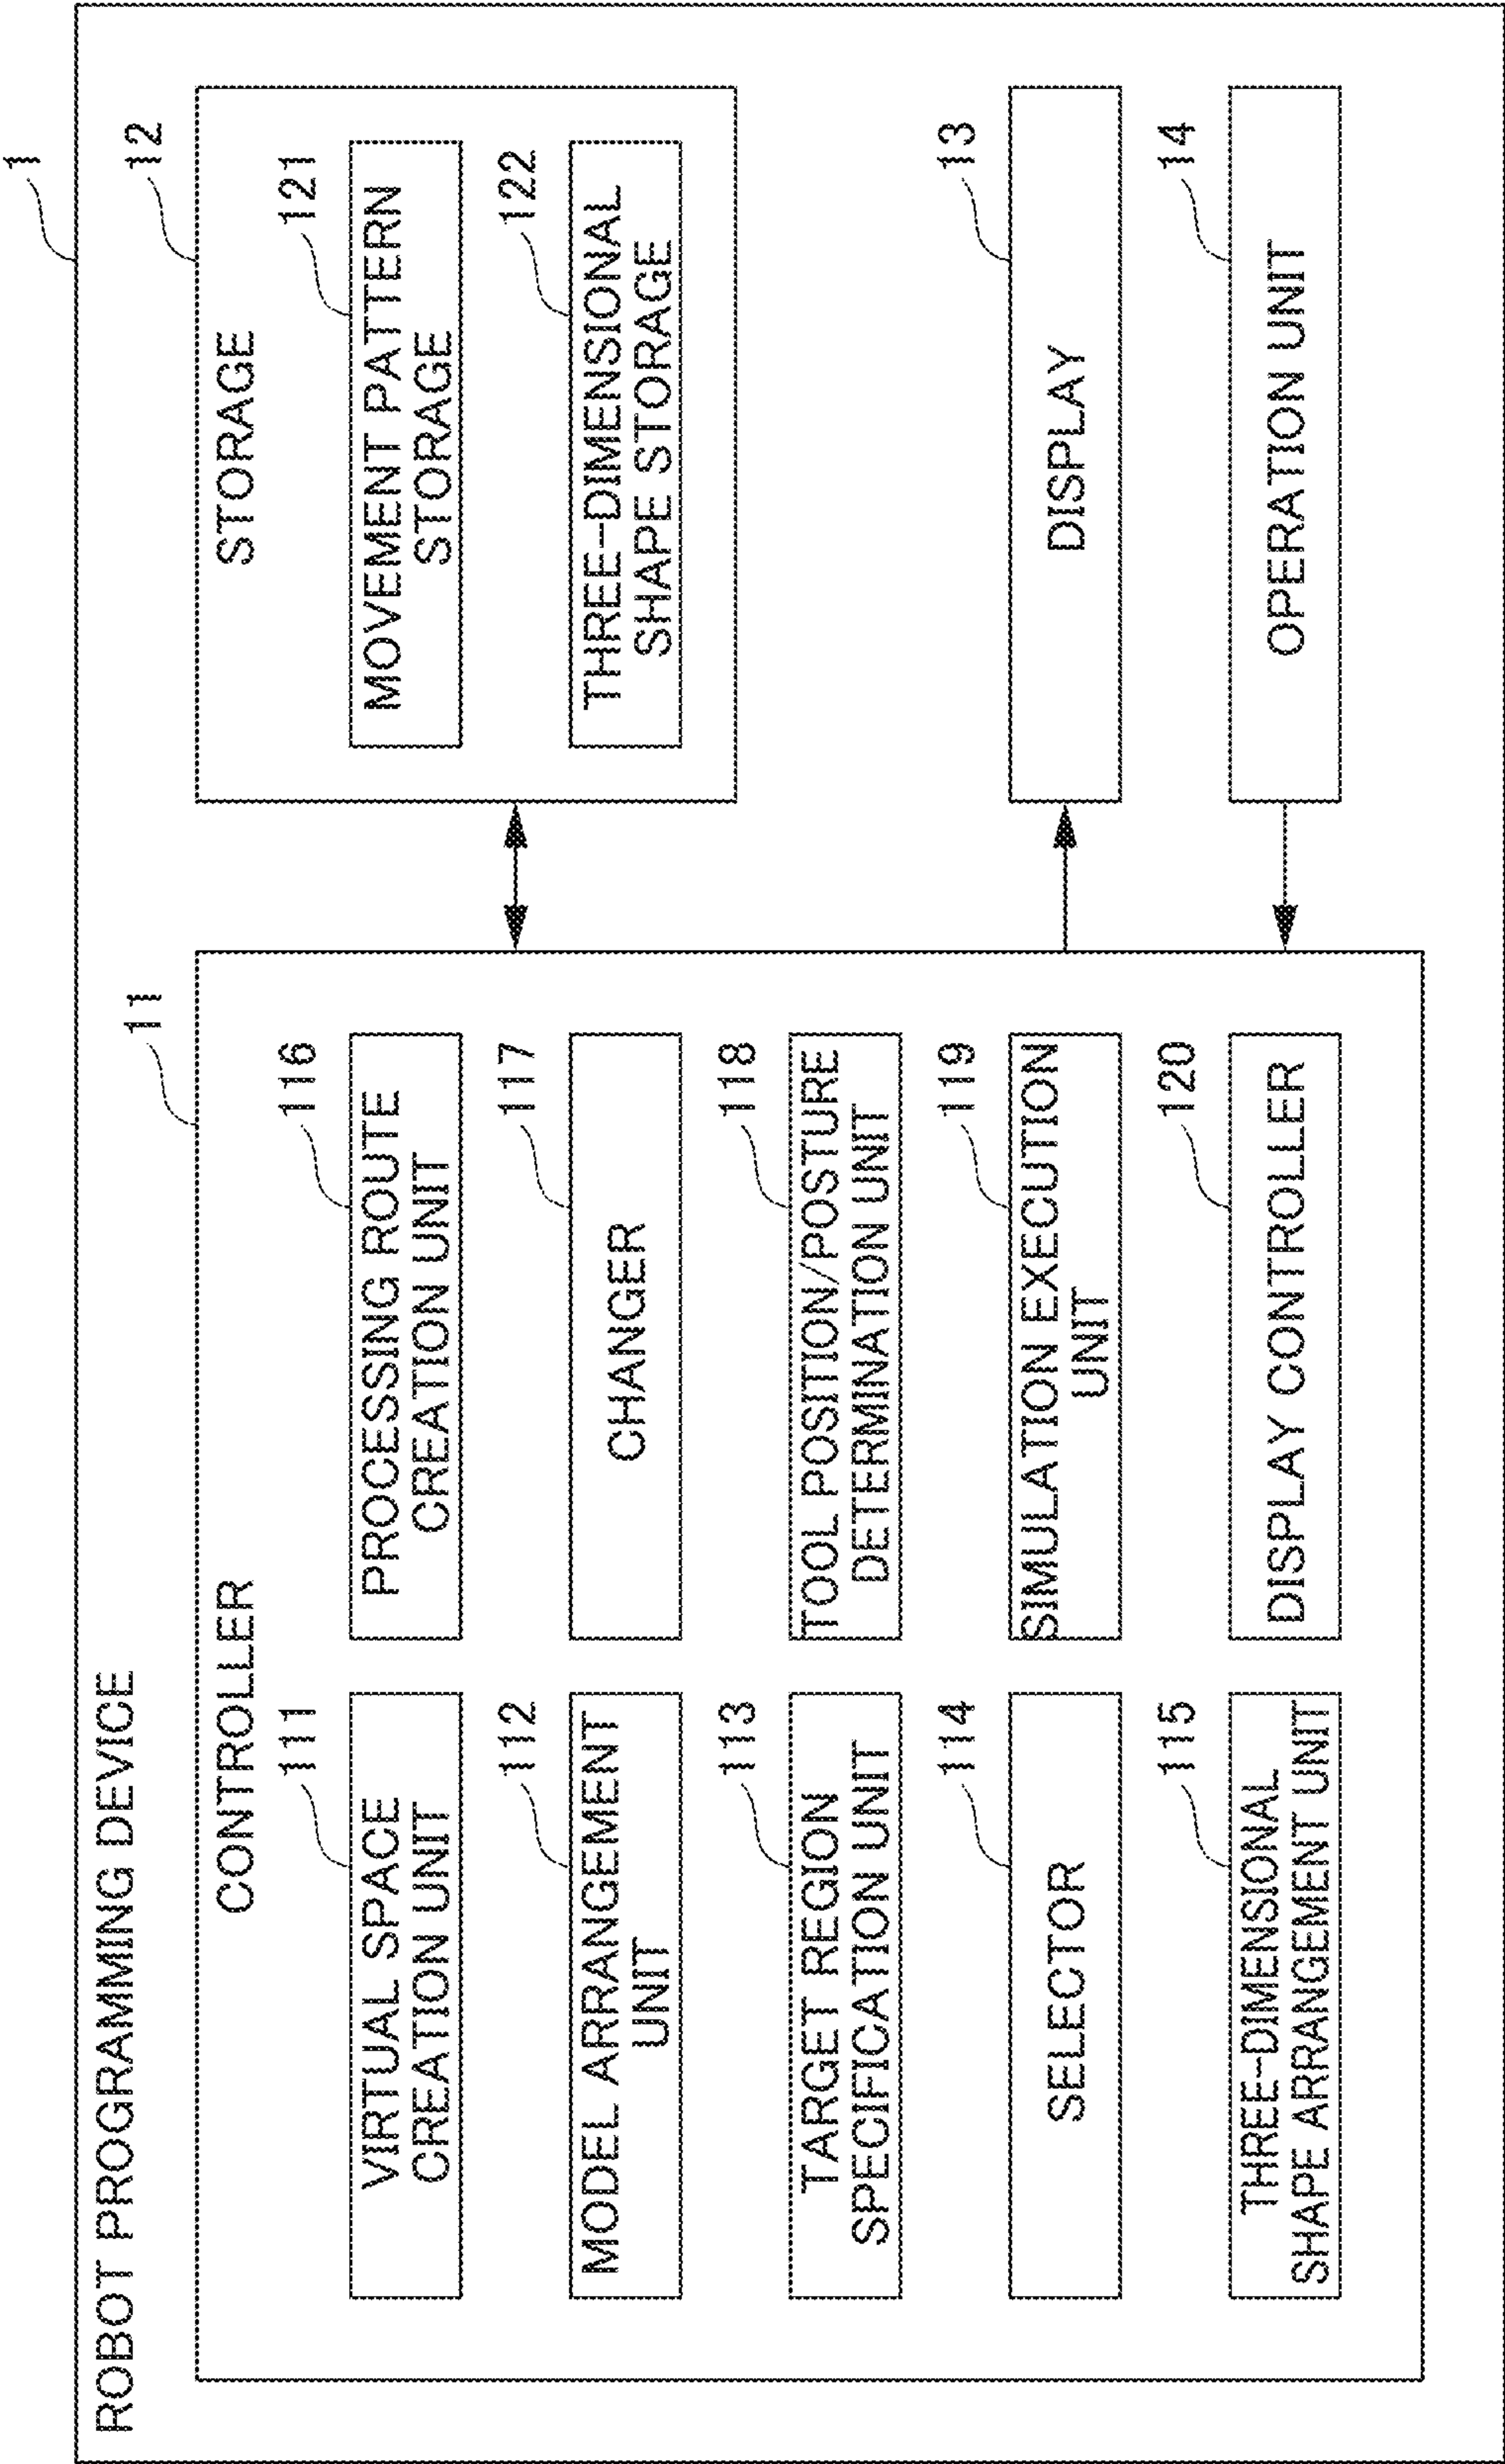 1
ROBOT PROGRAMMING DEVICE
11
CONTROLLER
111
VIRTUAL SPACE
CREATION UNIT
112
MODEL ARRANGEMENT
UNIT
113
TARGET REGION
SPECIFICATION UNIT
114
SELECTOR
115
THREE-DIMENSIONAL
SHAPE ARRANGEMENT UNIT
116
PROCESSING ROUTE
CREATION UNIT
117
CHANGER
118
TOOL POSITION/POSTURE
DETERMINATION UNIT
119
SIMULATION EXECUTION
UNIT
120
DISPLAY CONTROLLER
12
STORAGE
121
MOVEMENT PATTERN
STORAGE
122
THREE-DIMENSIONAL
SHAPE STORAGE
13
DISPLAY
14
OPERATION UNIT